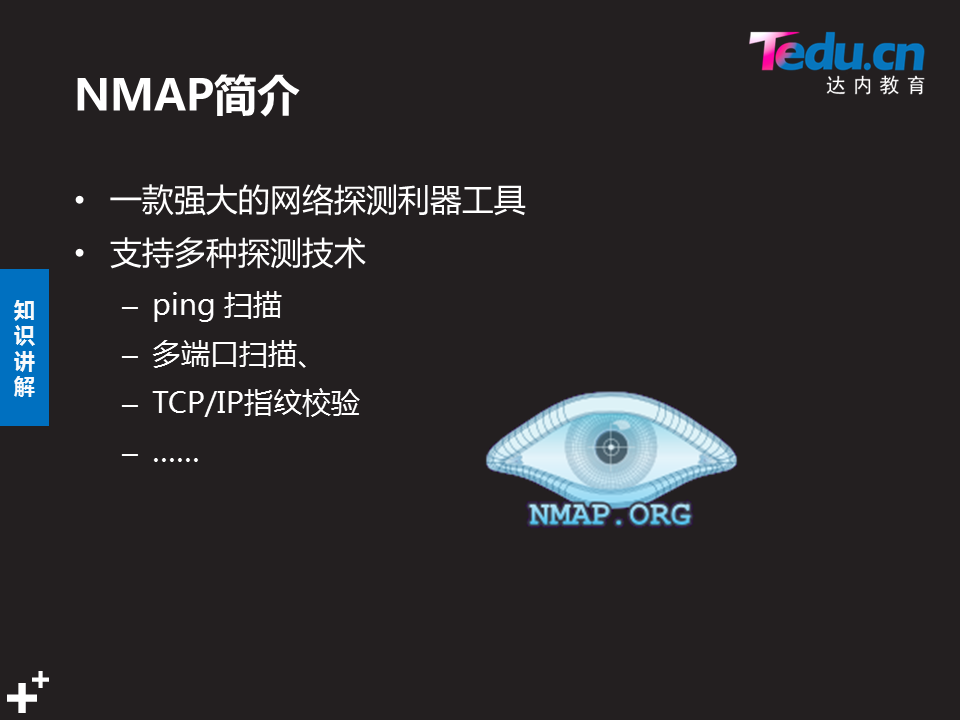 Tedu.cn
达内教育
NMAP简介
• 一款强大的网络探测利器工具
• 支持多种探测技术
– ping 扫描
– 多端口扫描、
– TCP/IP指纹校验
– ......
知识讲解
NMAP.ORG